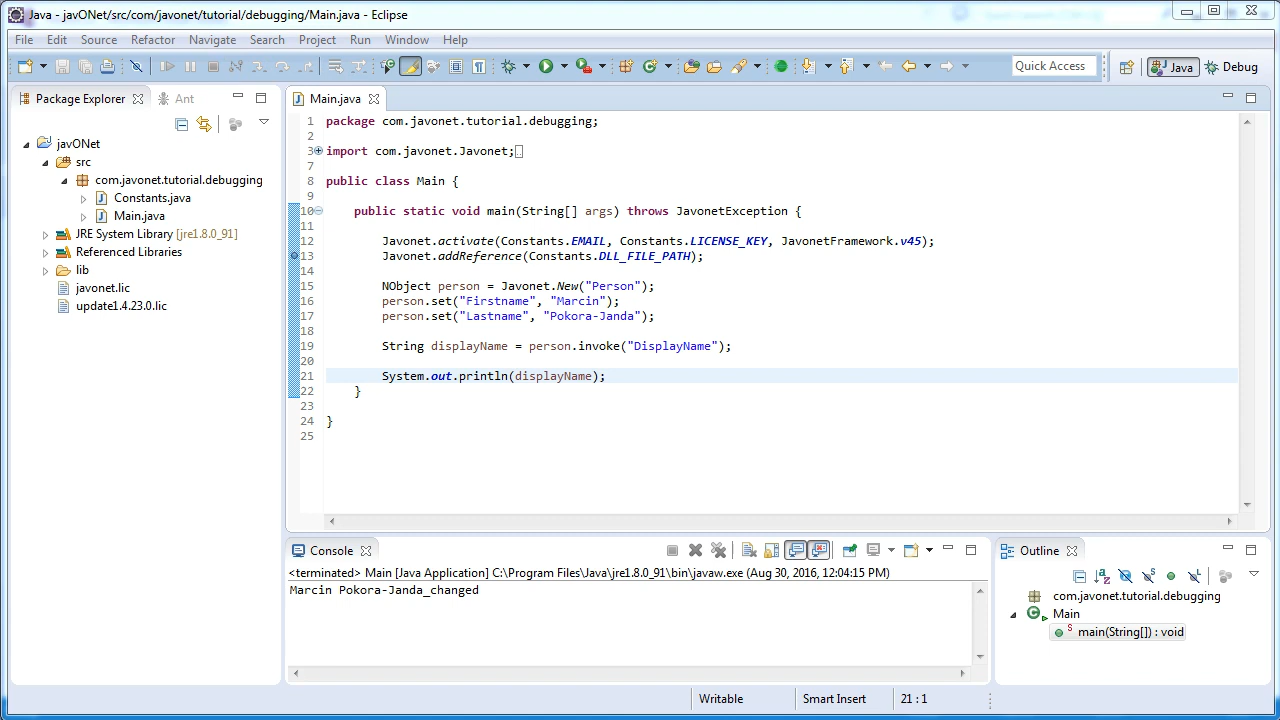 Java - javONet/src/com/javonet/tutorial/debugging/Main.java - Eclipse
File Edit Source Refactor Navigate Search Project Run Window Help
Quick Access Java Debug
Package Explorer Ant
javONet
src
com.javonet.tutorial.debugging
Constants.java
Main.java
JRE System Library [jre1.8.0_91]
Referenced Libraries
lib
javonet.lic
update1.4.23.0.lic
Main.java
1 package com.javonet.tutorial.debugging;
2
3 import com.javonet.Javonet;
7
8 public class Main {
9
10 public static void main(String[] args) throws JavonetException {
11
12 Javonet.activate(Constants.EMAIL, Constants.LICENSE_KEY, JavonetFramework.v45);
13 Javonet.addReference(Constants.DLL_FILE_PATH);
14
15 NObject person = Javonet.New("Person");
16 person.set("Firstname", "Marcin");
17 person.set("Lastname", "Pokora-Janda");
18
19 String displayName = person.invoke("DisplayName");
20
21 System.out.println(displayName);
22 }
23
24 }
25
Console
<terminated> Main [Java Application] C:\Program Files\Java\jre1.8.0_91\bin\javaw.exe (Aug 30, 2016, 12:04:15 PM)
Marcin Pokora-Janda_changed
Outline
com.javonet.tutorial.debugging
Main
main(String[]) : void
Writable Smart Insert 21 : 1